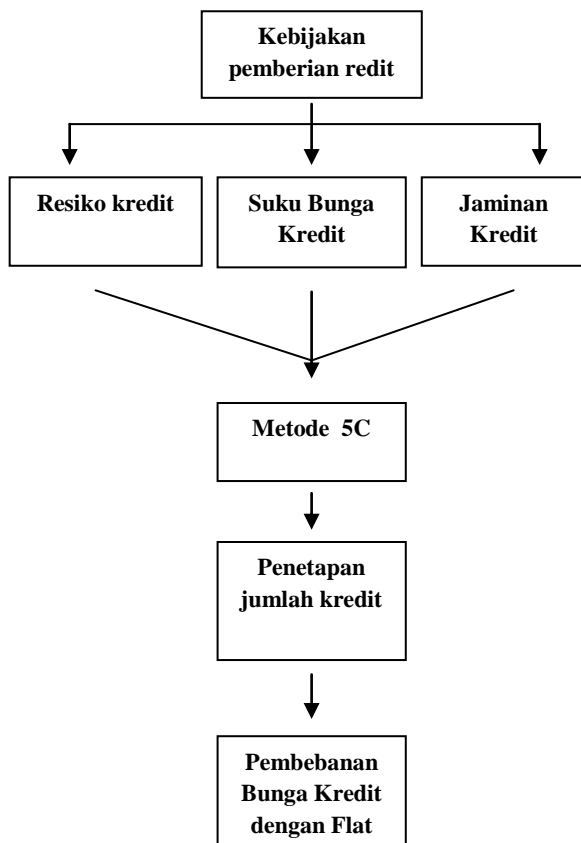 Kebijakan
pemberian redit
Resiko kredit
Suku Bunga
Kredit
Jaminan
Kredit
Metode 5C
Penetapan
jumlah kredit
Pembebanan
Bunga Kredit
dengan Flat